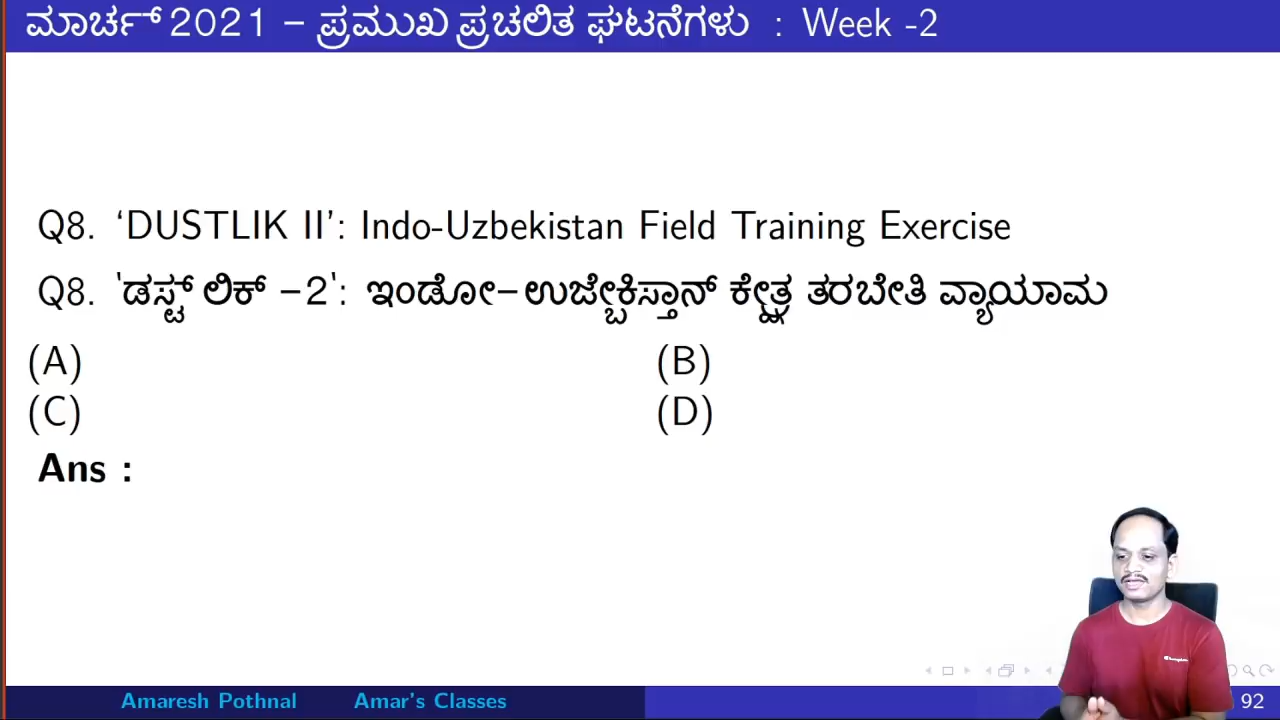 ಮಾರ್ಚ್ 2021 – ಪ್ರಮುಖ ಪ್ರಚಲಿತ ಘಟನೆಗಳು : Week -2
Q8. ‘DUSTLIK II’: Indo-Uzbekistan Field Training Exercise
Q8. 'ಡಸ್ಟ್ ಲಿಕ್ –2': ಇಂಡೋ–ಉಜ್ಬೇಕಿಸ್ತಾನ್ ಕ್ಷೇತ್ರ ತರಬೇತಿ ವ್ಯಾಯಾಮ
(A) (B)
(C) (D)
Ans :
Amaresh Pothnal Amar's Classes 92